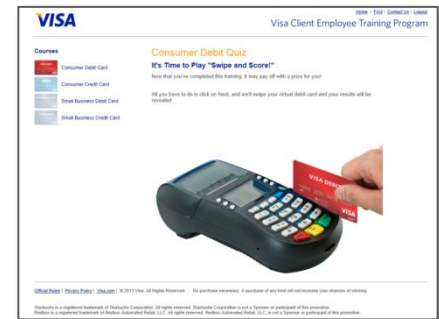 VISA
Home | FAQ | Contact Us | Logout
Visa Client Employee Training Program
Courses
Consumer Debit Card
Consumer Credit Card
Small Business Debit Card
Small Business Credit Card
Consumer Debit Quiz
It's Time to Play "Swipe and Score!"
Now that you've completed this training, it may pay off with a prize for you!
All you have to do is click on Next, and we'll swipe your virtual debit card and your results will be
revealed.
VISA DEBIT
VISA
Official Rules | Privacy Policy | Visa.com | © 2013 Visa. All Rights Reserved. No purchase necessary. A purchase of any kind will not increase your chances of winning.
Starbucks is a registered trademark of Starbucks Corporation. All rights reserved. Starbucks Corporation is not a Sponsor or participant of this promotion.
Redbox is a registered trademark of Redbox Automated Retail, LLC. All rights reserved. Redbox Automated Retail, LLC. is not a Sponsor or participant of this promotion.